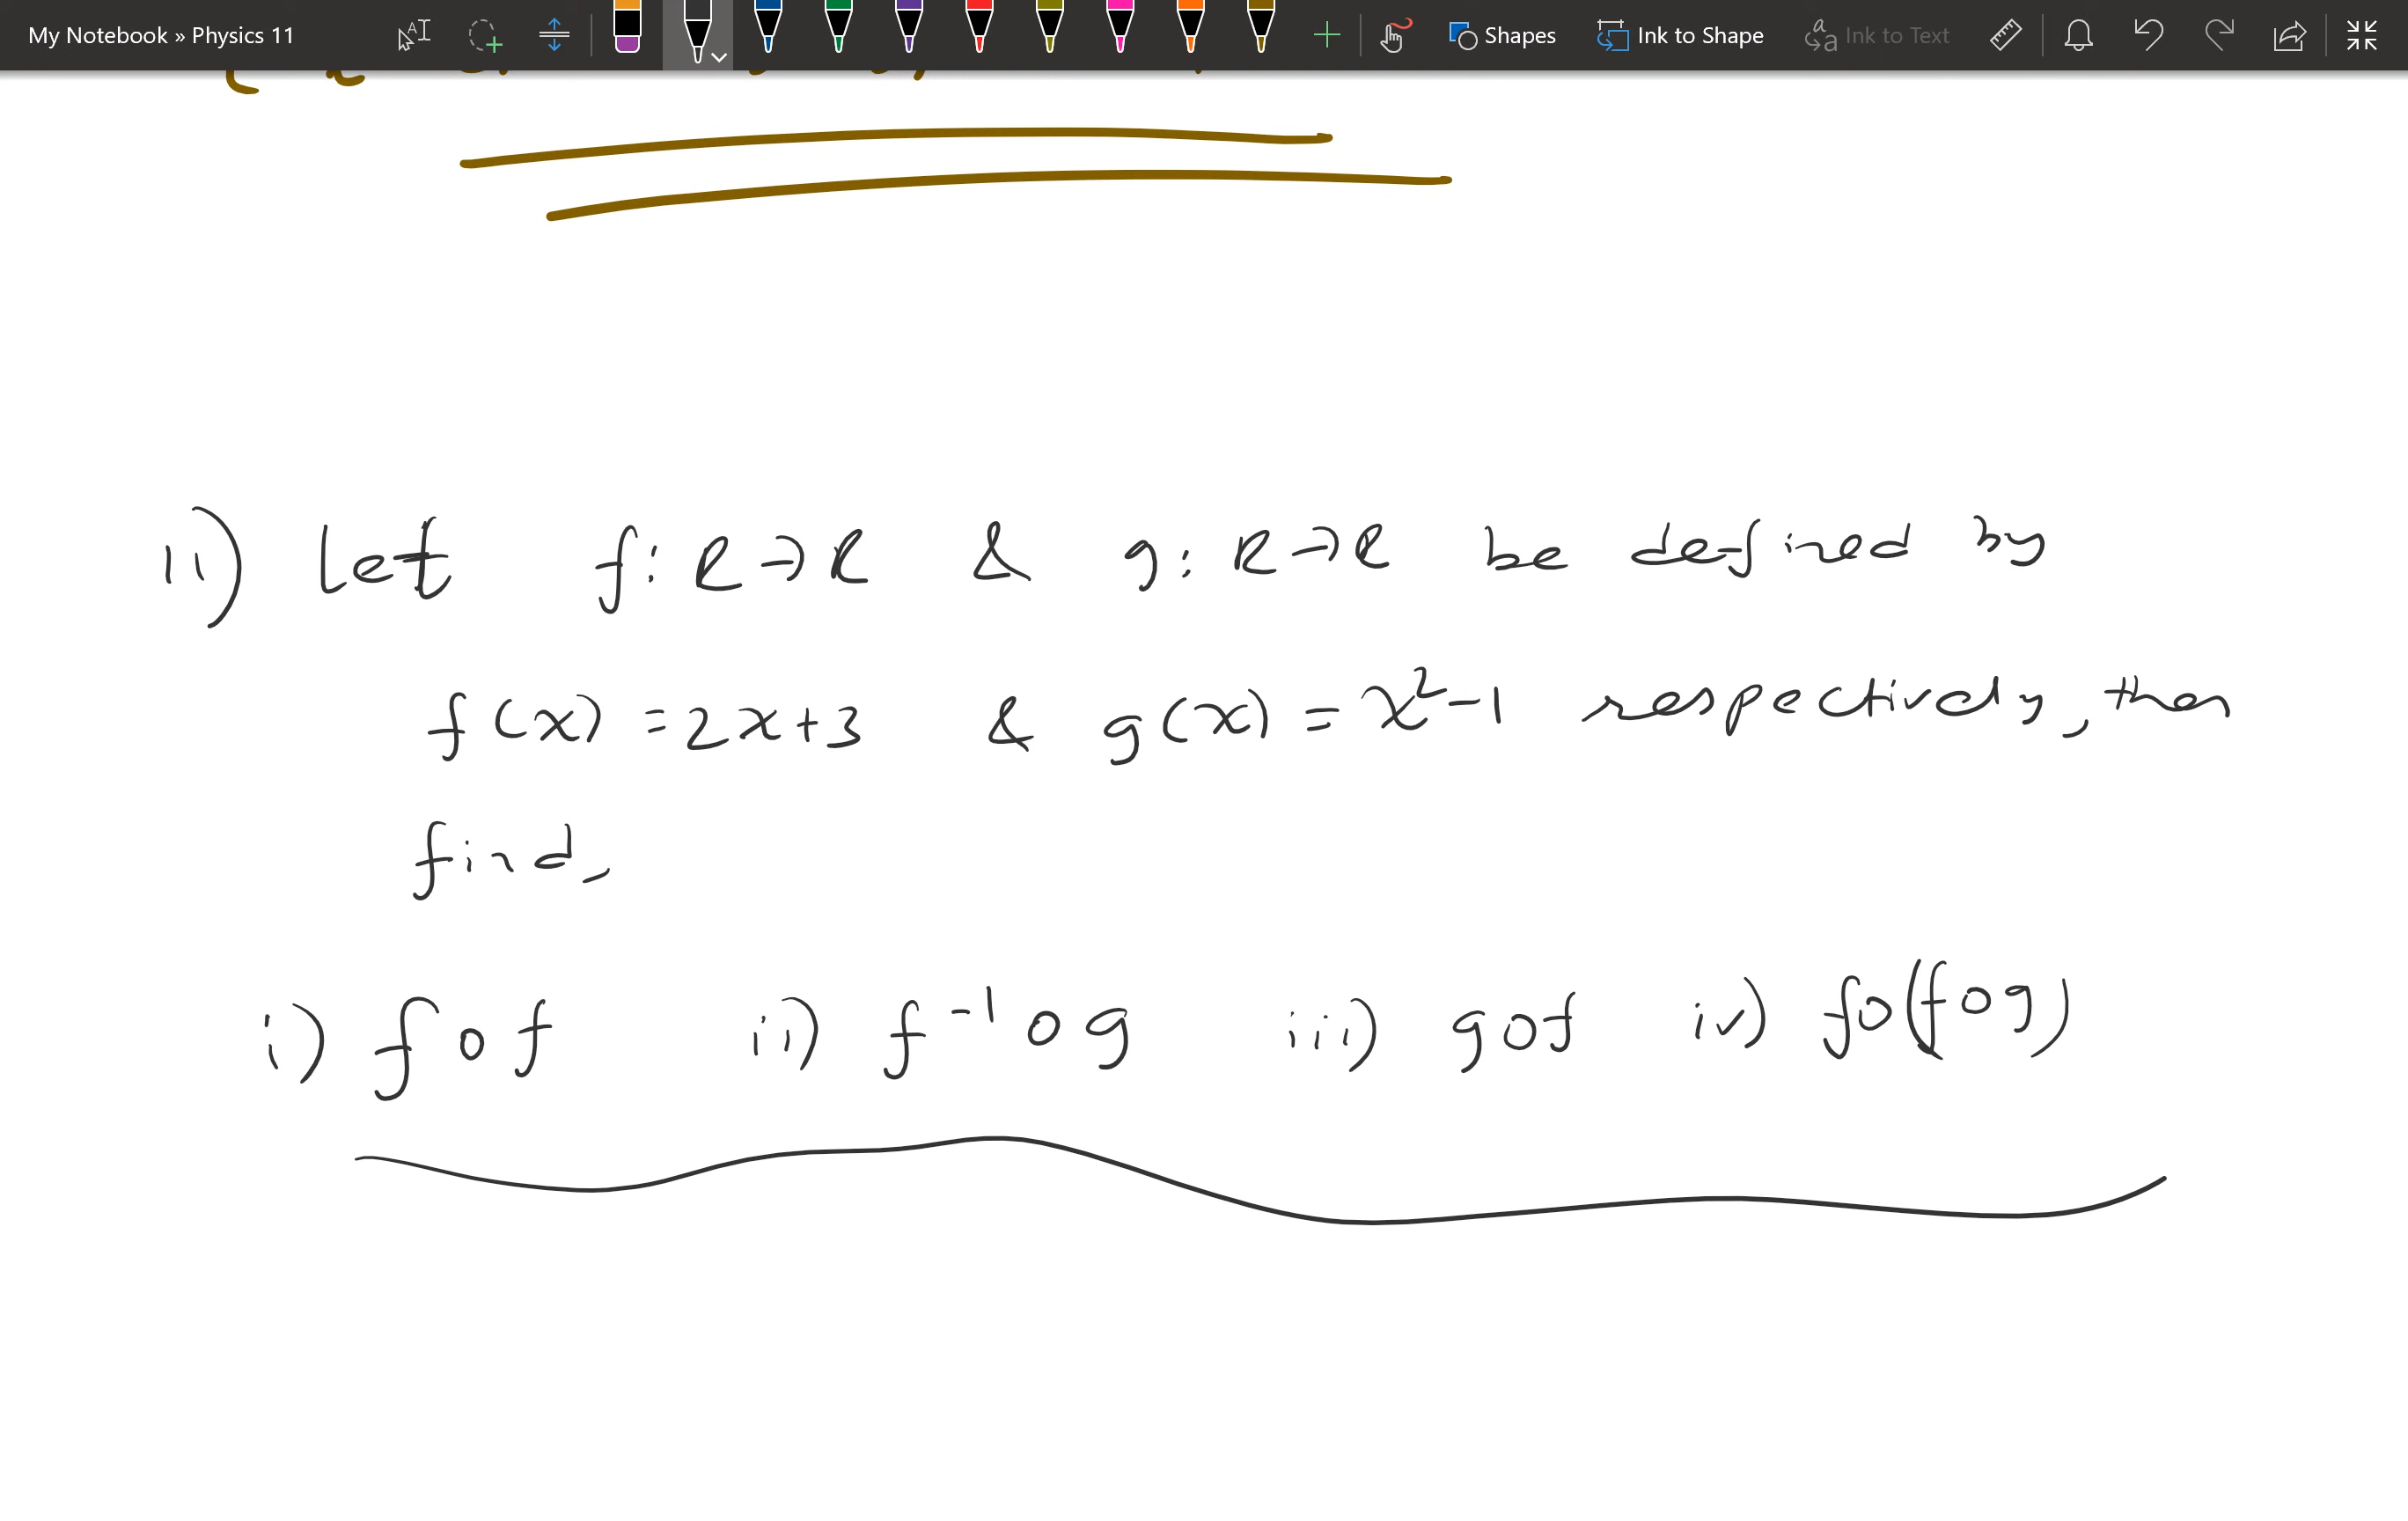 My Notebook » Physics 11
Shapes
Ink to Shape
Ink to Text
11) Let f: R→R & g: R→R be defined by
f(x) = 2x+3 & g(x) = x²-1 respectively, then
find,
i) fof ii) f⁻¹og iii) gof iv) fo(fog)